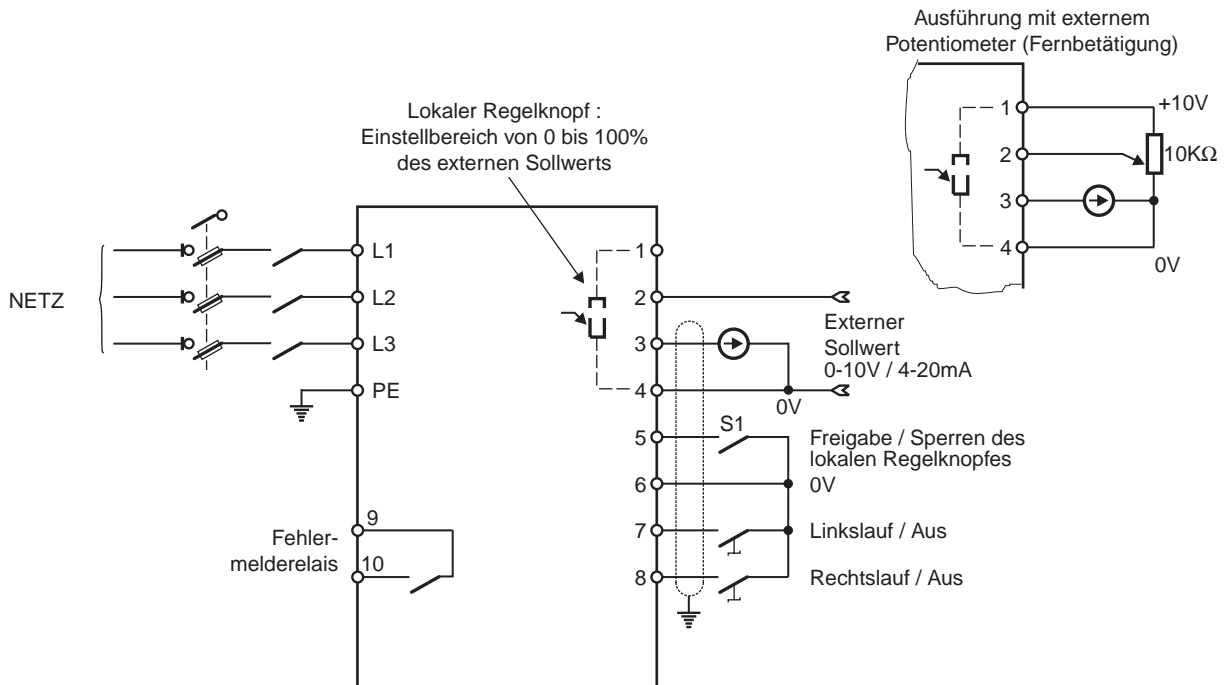 Ausführung mit externem
Potentiometer (Fernbetätigung)
1
+10V
2
10KΩ
3
4
0V
Lokaler Regelknopf :
Einstellbereich von 0 bis 100%
des externen Sollwerts
NETZ
L1
L2
L3
PE
1
2
3
4
Externer
Sollwert
0-10V / 4-20mA
0V
5
S1
Freigabe / Sperren des
lokalen Regelknopfes
6
0V
7
Linkslauf / Aus
8
Rechtslauf / Aus
Fehler-
melderelais
9
10